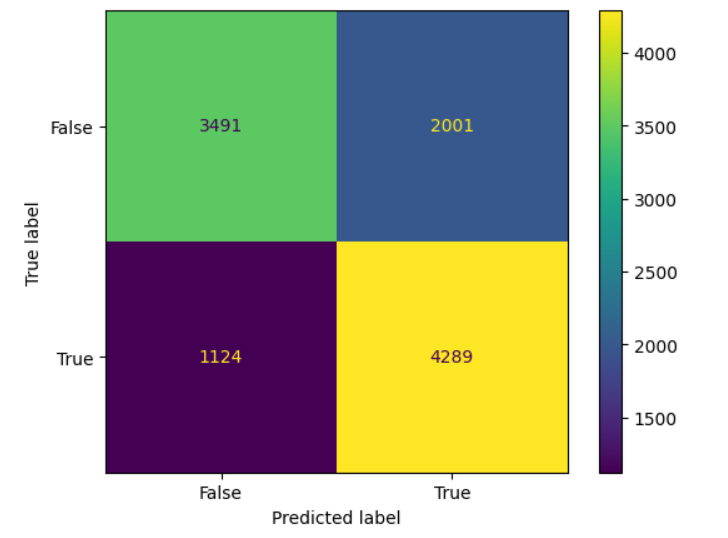 True label
False
True
3491
2001
1124
4289
False
True
Predicted label
4000
3500
3000
2500
2000
1500